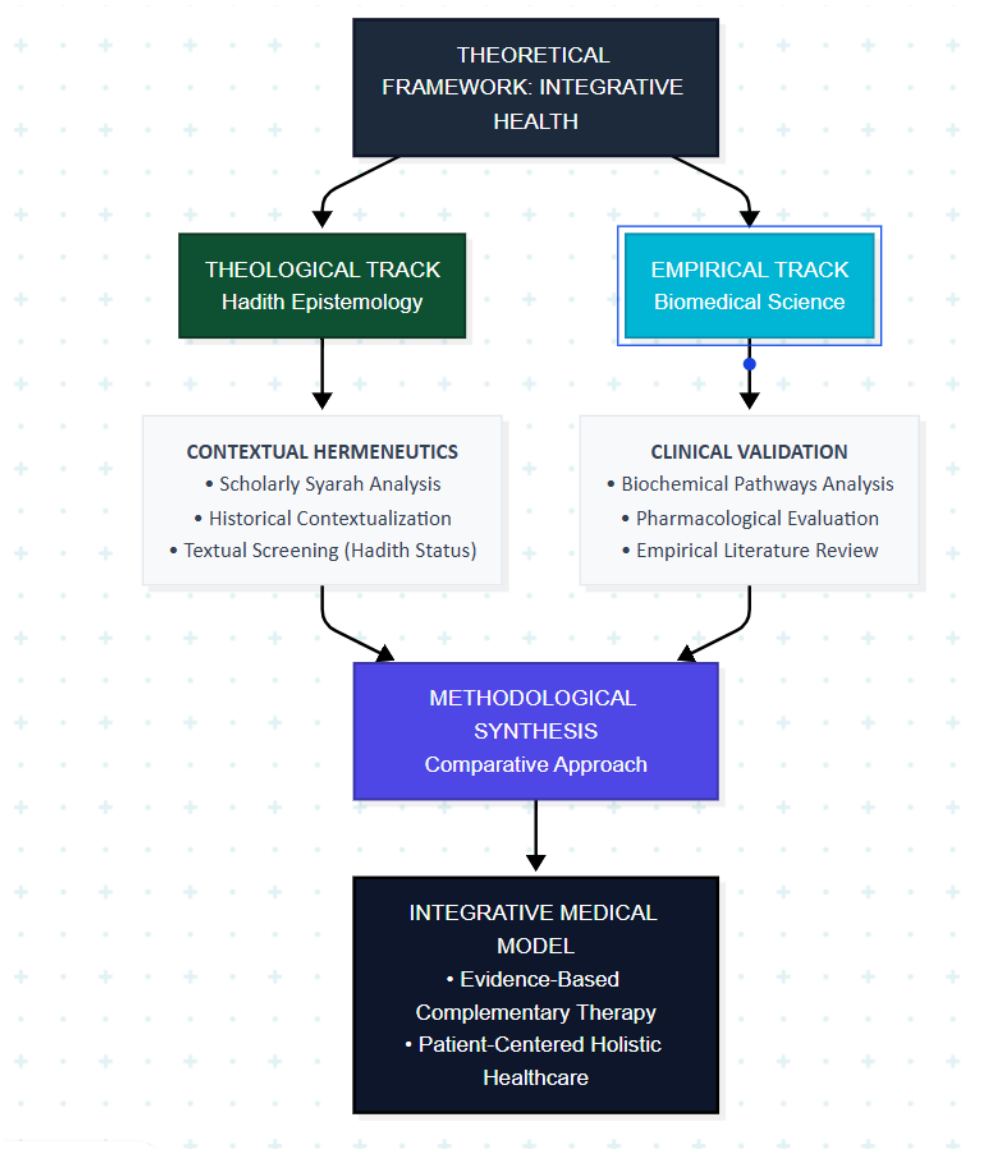 THEORETICAL
FRAMEWORK: INTEGRATIVE
HEALTH
THEOLOGICAL TRACK
Hadith Epistemology
EMPIRICAL TRACK
Biomedical Science
CONTEXTUAL HERMENEUTICS
• Scholarly Syarah Analysis
• Historical Contextualization
• Textual Screening (Hadith Status)
CLINICAL VALIDATION
• Biochemical Pathways Analysis
• Pharmacological Evaluation
• Empirical Literature Review
METHODOLOGICAL
SYNTHESIS
Comparative Approach
INTEGRATIVE MEDICAL
MODEL
• Evidence-Based
Complementary Therapy
• Patient-Centered Holistic
Healthcare